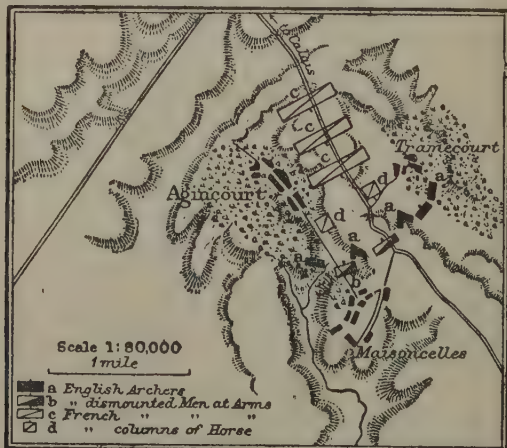 Calais
c
c
c
Tramecourt
a
d
Agincourt
d
a
a
a
b
Scale 1:80,000
1 mile
Maisoncelles
a English Archers
b „ dismounted Men at Arms
c French „ „ „
d „ columns of Horse